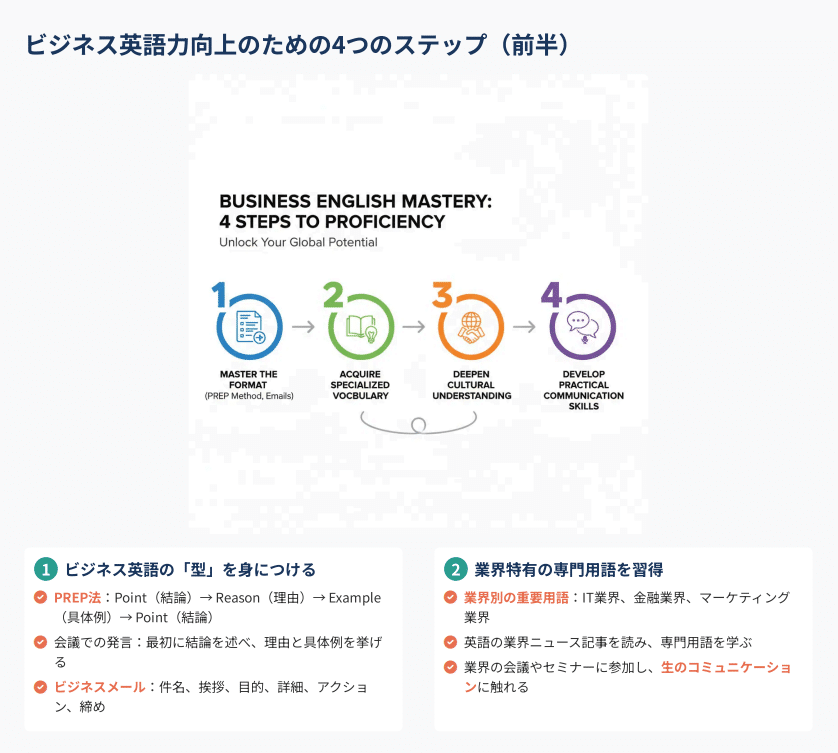 ビジネス英語力向上のための4つのステップ（前半）
BUSINESS ENGLISH MASTERY:
4 STEPS TO PROFICIENCY
Unlock Your Global Potential
1
MASTER THE
FORMAT
(PREP Method, Emails)
2
ACQUIRE
SPECIALIZED
VOCBULARY
3
DEEPEN
CULTURAL
UNDERSTANDING
4
DEVELOP
PRACTICAL
COMMUNICATION
SKILLS
1 ビジネス英語の「型」を身につける
PREP法：Point（結論）→ Reason（理由）→ Example
（具体例）→ Point（結論）
会議での発言：最初に結論を述べ、理由と具体例を挙げ
る
ビジネスメール：件名、挨拶、目的、詳細、アクショ
ン、締め
2 業界特有の専門用語を習得
業界別の重要用語：IT業界、金融業界、マーケティング
業界
英語の業界ニュース記事を読み、専門用語を学ぶ
業界の会議やセミナーに参加し、生のコミュニケーショ
ンに触れる